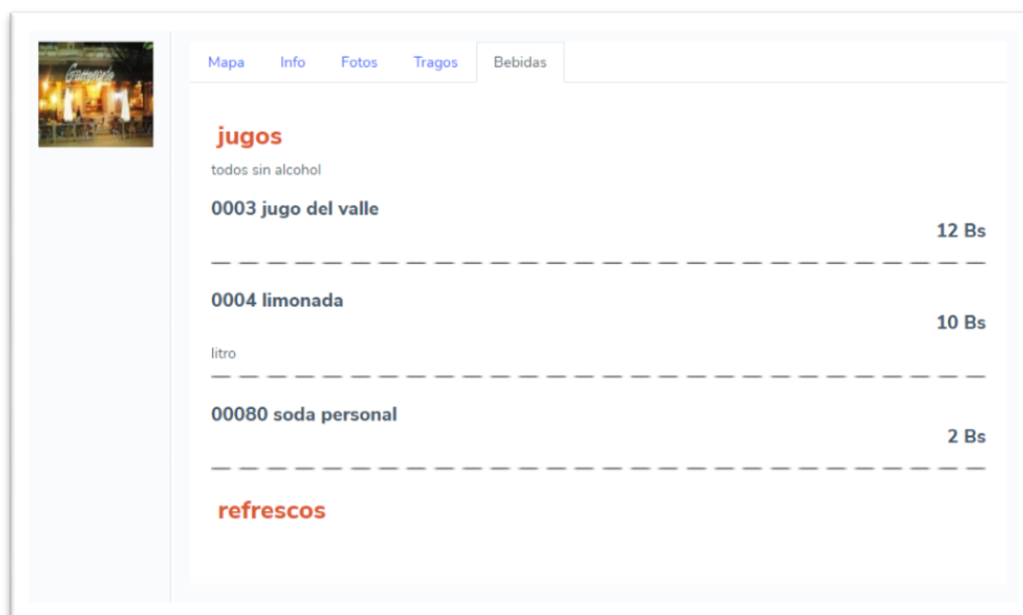 Mapa Info Fotos Tragos Bebidas
jugos
todos sin alcohol
0003 jugo del valle
12 Bs
0004 limonada
10 Bs
litro
00080 soda personal
2 Bs
refrescos